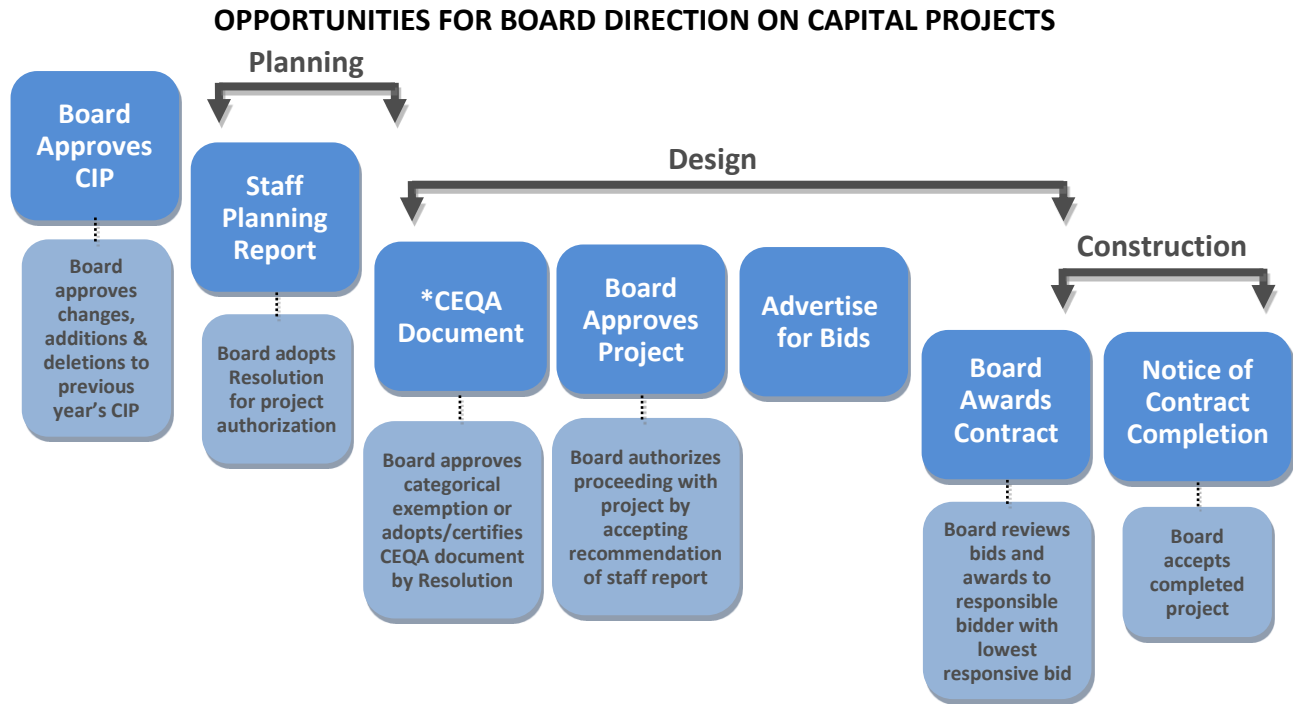 OPPORTUNITIES FOR BOARD DIRECTION ON CAPITAL PROJECTS
Planning
Board
Approves
CIP
Board
approves
changes,
additions &
deletions to
previous
year’s CIP
Staff
Planning
Report
Board adopts
Resolution
for project
authorization
Design
*CEQA
Document
Board approves
categorical
exemption or
adopts/certifies
CEQA document
by Resolution
Board
Approves
Project
Board authorizes
proceeding with
project by
accepting
recommendation
of staff report
Advertise
for Bids
Construction
Board
Awards
Contract
Board reviews
bids and
awards to
responsible
bidder with
lowest
responsive bid
Notice of
Contract
Completion
Board
accepts
completed
project